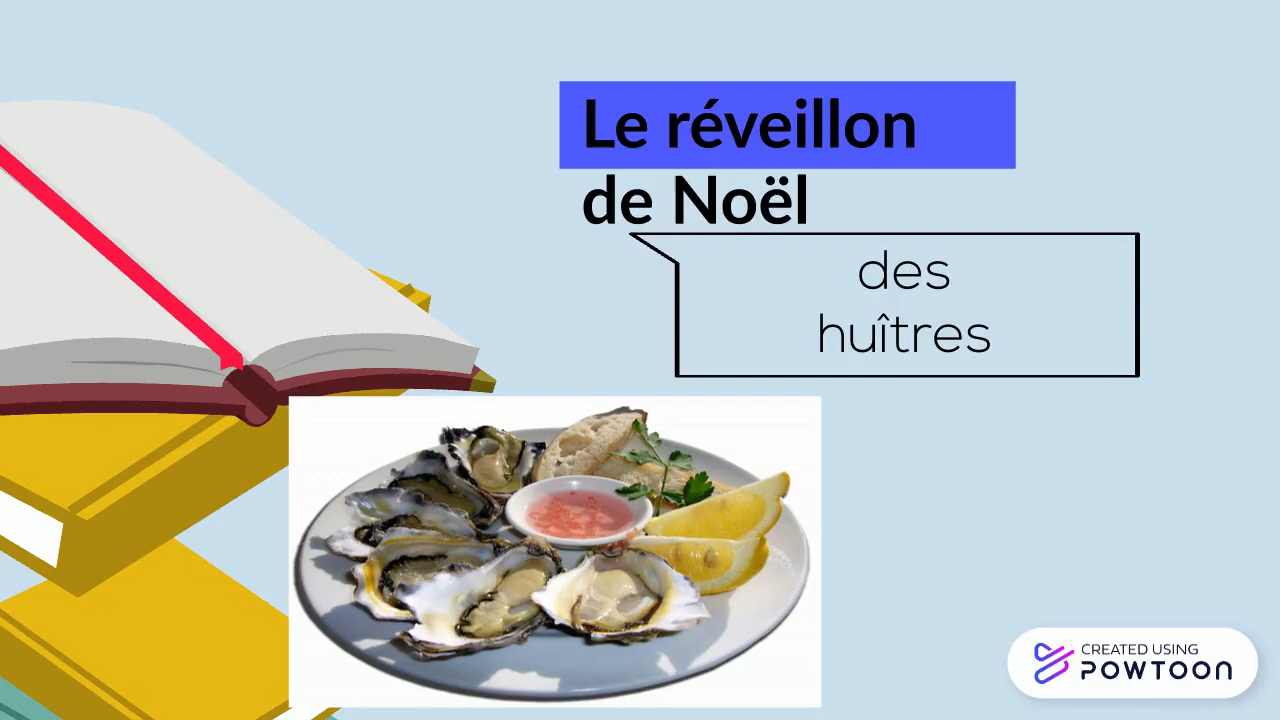 Le réveillon
de Noël
des
huîtres
CREATED USING
POWTOON